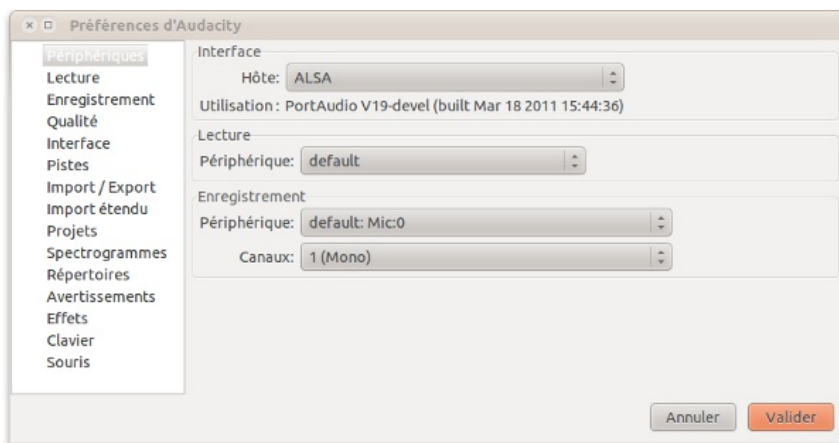 Préférences d'Audacity
Périphériques
Lecture
Enregistrement
Qualité
Interface
Pistes
Import / Export
Import étendu
Projets
Spectrogrammes
Répertoires
Avertissements
Effets
Clavier
Souris
Interface
Hôte: ALSA
Utilisation : PortAudio V19-devel (built Mar 18 2011 15:44:36)
Lecture
Périphérique: default
Enregistrement
Périphérique: default: Mic:0
Canaux: 1 (Mono)
Annuler Valider